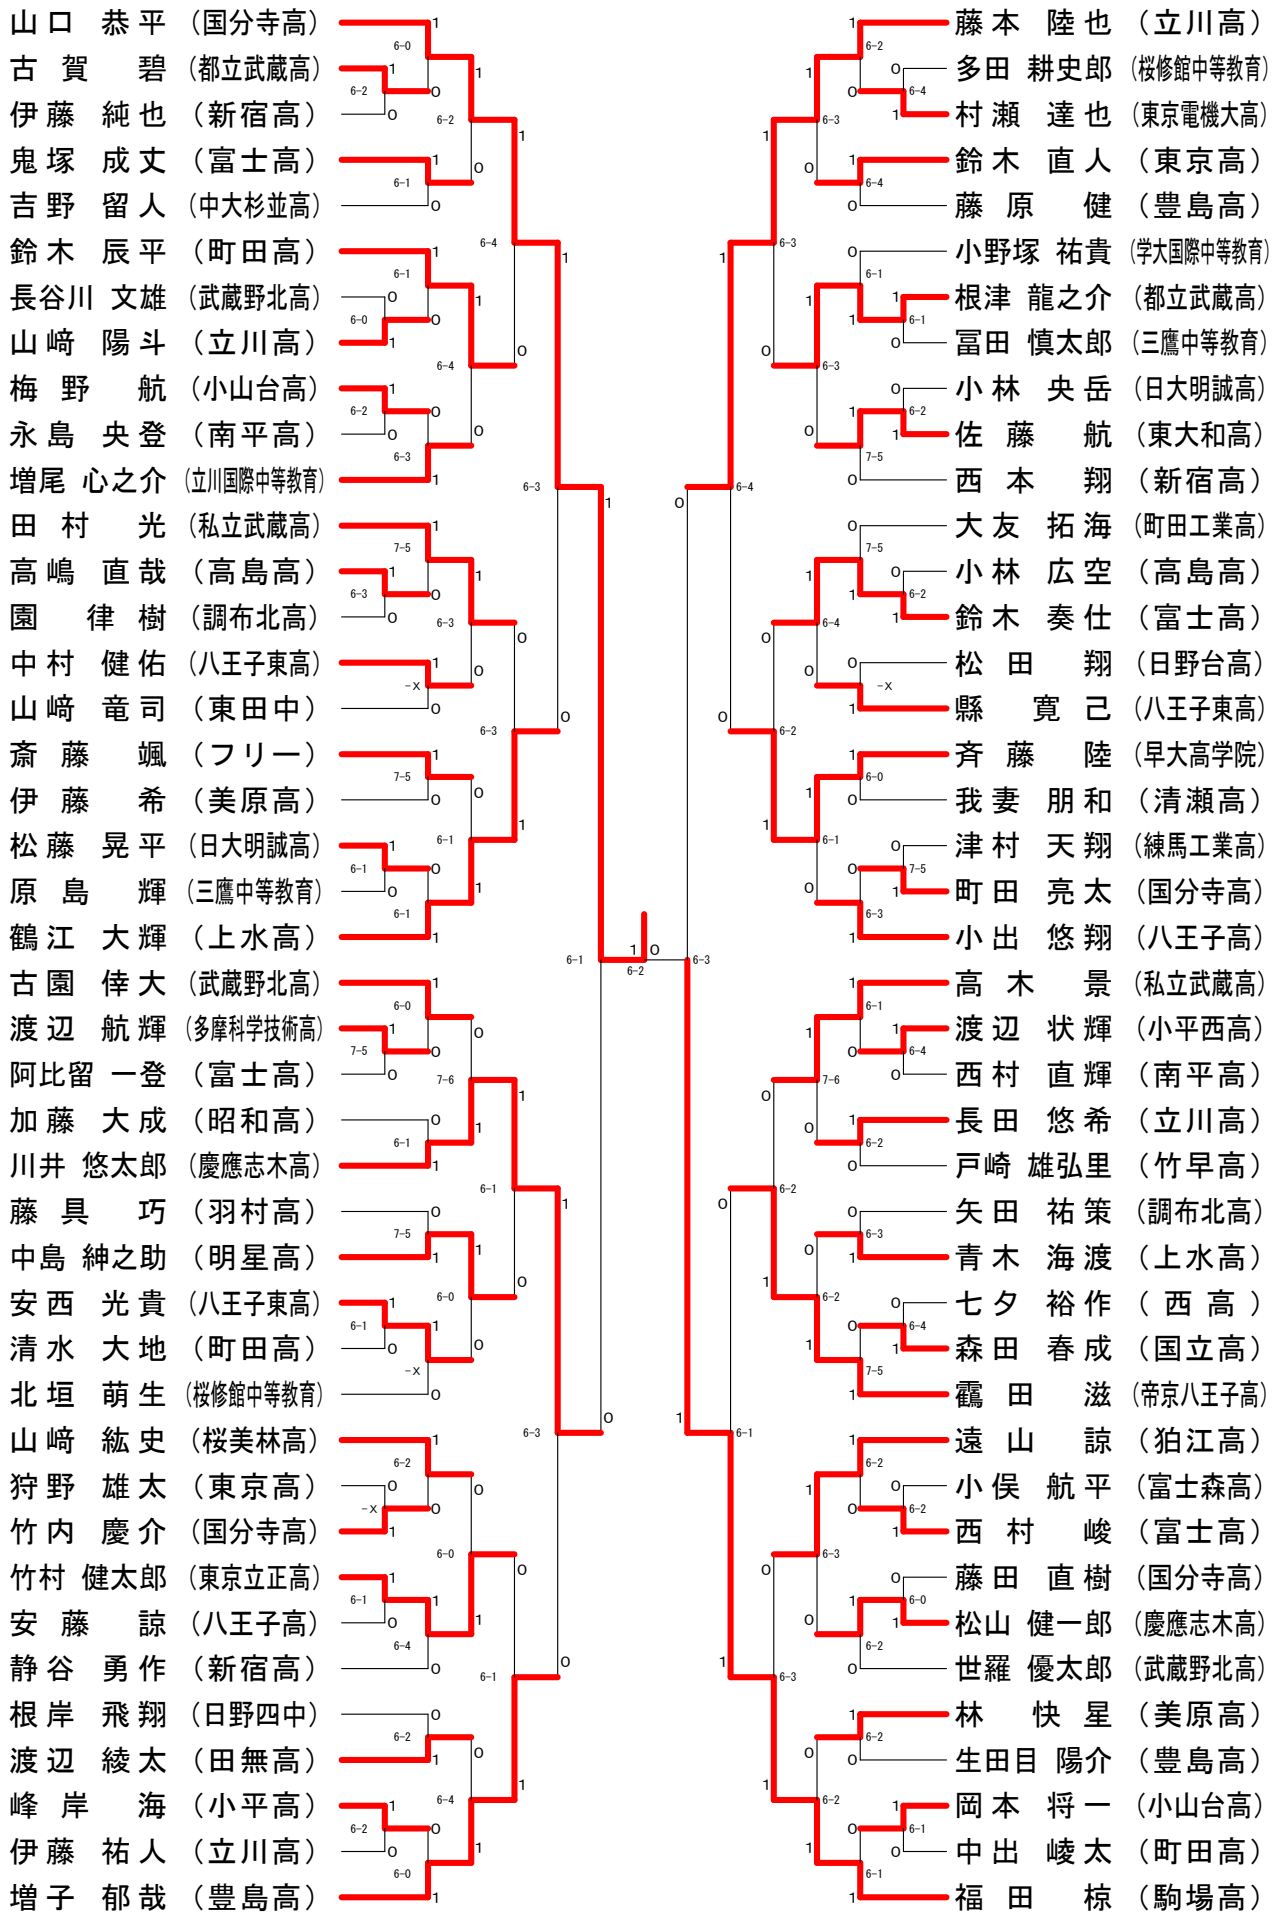 山口 恭平 (国分寺高)
古賀 碧 (都立武蔵高)
伊藤 純也 (新宿高)
鬼塚 成丈 (富士高)
吉野 留人 (中大杉並高)
鈴木 辰平 (町田高)
長谷川 文雄 (武蔵野北高)
山﨑 陽斗 (立川高)
梅野 航 (小山台高)
永島 央登 (南平高)
増尾 心之介 (立川国際中等教育)
田村 光 (私立武蔵高)
高嶋 直哉 (高島高)
園 律樹 (調布北高)
中村 健佑 (八王子東高)
山﨑 竜司 (東田中)
斎藤 颯 (フリー)
伊藤 希 (美原高)
松藤 晃平 (日大明誠高)
原島 輝 (三鷹中等教育)
鶴江 大輝 (上水高)
古園 倖大 (武蔵野北高)
渡辺 航輝 (多摩科学技術高)
阿比留 一登 (富士高)
加藤 大成 (昭和高)
川井 悠太郎 (慶應志木高)
藤具 巧 (羽村高)
中島 紳之助 (明星高)
安西 光貴 (八王子東高)
清水 大地 (町田高)
北垣 萌生 (桜修館中等教育)
山﨑 紘史 (桜美林高)
狩野 雄太 (東京高)
竹内 慶介 (国分寺高)
竹村 健太郎 (東京立正高)
安藤 諒 (八王子高)
静谷 勇作 (新宿高)
根岸 飛翔 (日野四中)
渡辺 綾太 (田無高)
峰岸 海 (小平高)
伊藤 祐人 (立川高)
増子 郁哉 (豊島高)
藤本 陸也 (立川高)
多田 耕史郎 (桜修館中等教育)
村瀬 達也 (東京電機大高)
鈴木 直人 (東京高)
藤原 健 (豊島高)
小野塚 祐貴 (学大国際中等教育)
根津 龍之介 (都立武蔵高)
冨田 慎太郎 (三鷹中等教育)
小林 央岳 (日大明誠高)
佐藤 航 (東大和高)
西本 翔 (新宿高)
大友 拓海 (町田工業高)
小林 広空 (高島高)
鈴木 奏仕 (富士高)
松田 翔 (日野台高)
縣 寛己 (八王子東高)
斉藤 陸 (早大高学院)
我妻 朋和 (清瀬高)
津村 天翔 (練馬工業高)
町田 亮太 (国分寺高)
小出 悠翔 (八王子高)
高木 景 (私立武蔵高)
渡辺 状輝 (小平西高)
西村 直輝 (南平高)
長田 悠希 (立川高)
戸崎 雄弘里 (竹早高)
矢田 祐策 (調布北高)
青木 海渡 (上水高)
七夕 裕作 (西高)
森田 春成 (国立高)
靏田 滋 (帝京八王子高)
遠山 諒 (狛江高)
小俣 航平 (富士森高)
西村 峻 (富士高)
藤田 直樹 (国分寺高)
松山 健一郎 (慶應志木高)
世羅 優太郎 (武蔵野北高)
林 快星 (美原高)
生田目 陽介 (豊島高)
岡本 将一 (小山台高)
中出 崚太 (町田高)
福田 椋 (駒場高)